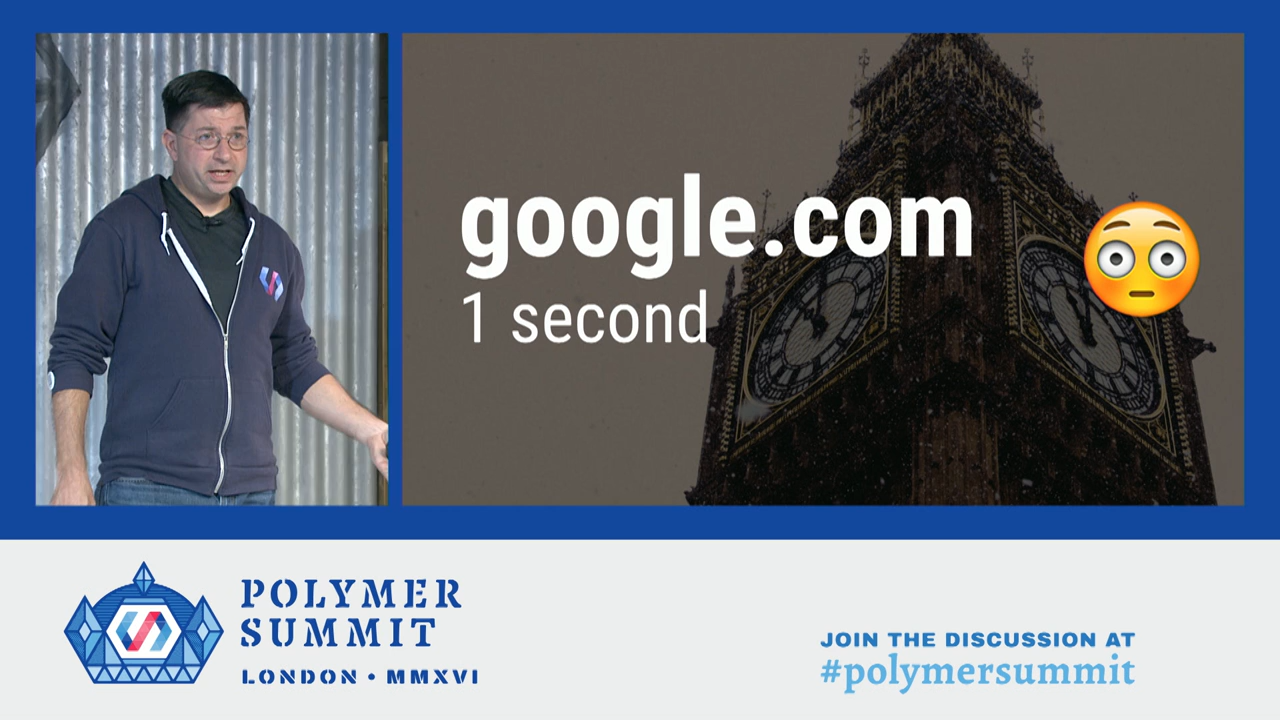 google.com
1 second
POLYMER
SUMMIT
LONDON • MMXVI
JOIN THE DISCUSSION AT
#polymersummit